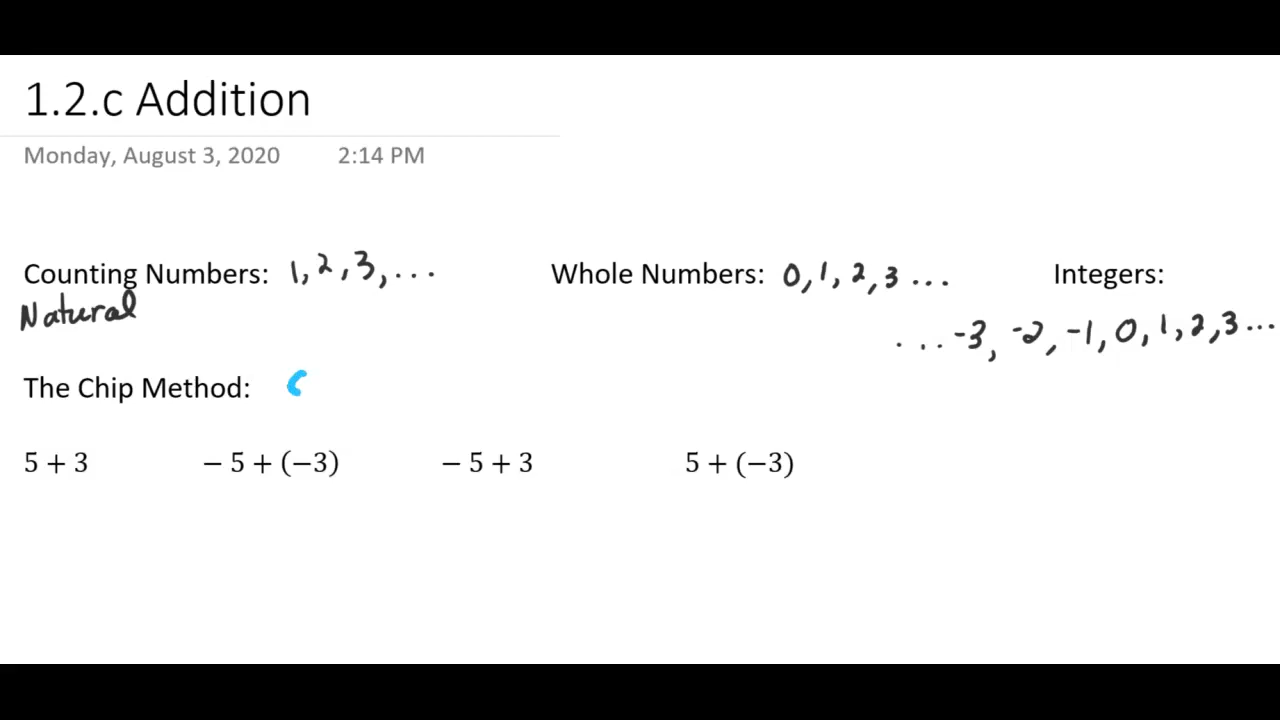 1.2.c Addition
Monday, August 3, 2020 2:14 PM
Counting Numbers: 1, 2, 3, ... Whole Numbers: 0, 1, 2, 3 ... Integers:
Natural
... -3, -2, -1, 0, 1, 2, 3 ...
The Chip Method:
5 + 3 − 5 + (−3) − 5 + 3 5 + (−3)